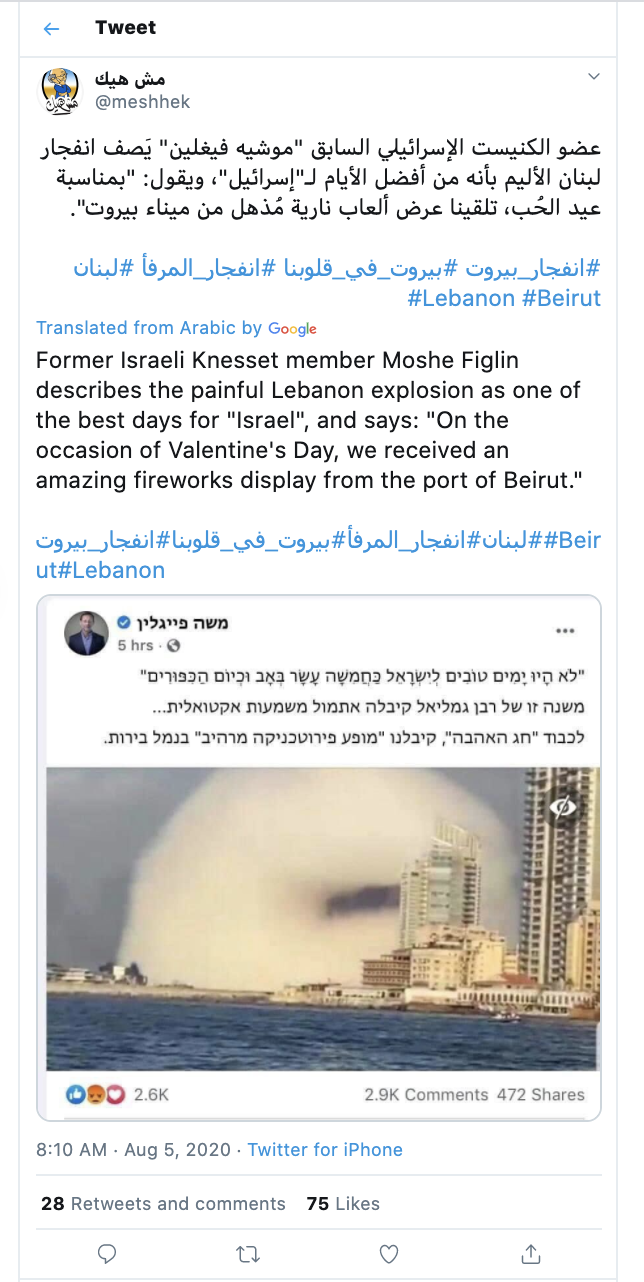 Tweet
مش هيك
@meshhek
عضو الكنيست الإسرائيلي السابق "موشيه فيغلين" يَصف انفجار
لبنان الأليم بأنه من أفضل الأيام لـ"إسرائيل"، ويقول: "بمناسبة
عيد الحُب، تلقينا عرض ألعاب نارية مُذهل من ميناء بيروت".
#انفجار_بيروت #بيروت_في_قلوبنا #انفجار_المرفأ #لبنان
#Lebanon #Beirut
Translated from Arabic by Google
Former Israeli Knesset member Moshe Figlin
describes the painful Lebanon explosion as one of
the best days for "Israel", and says: "On the
occasion of Valentine's Day, we received an
amazing fireworks display from the port of Beirut."
#انفجار_بيروت#بيروت_في_قلوبنا#انفجار_المرفأ#لبنان##Beir
ut#Lebanon
משה פייגלין
5 hrs ·
"לֹא הָיוּ יָמִים טוֹבִים לְיִשְׂרָאֵל כַּחֲמִשָּׁה עָשָׂר בְּאָב וּכְיוֹם הַכִּפּוּרִים"
משנה זו של רבן גמליאל קיבלה אתמול משמעות אקטואלית...
לכבוד "חג האהבה", קיבלנו "מופע פירוטכניקה מרהיב" בנמל בירות.
2.6K
2.9K Comments 472 Shares
8:10 AM · Aug 5, 2020 · Twitter for iPhone
28 Retweets and comments 75 Likes